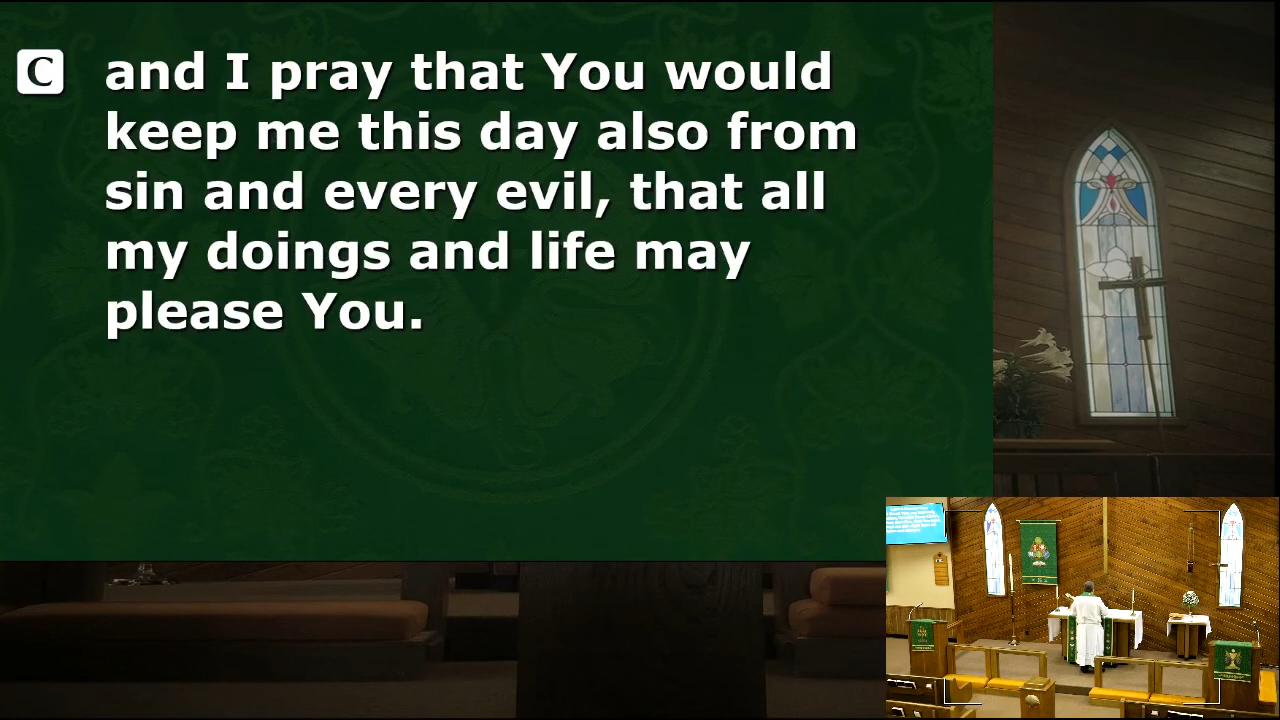 C and I pray that You would
keep me this day also from
sin and every evil, that all
my doings and life may
please You.